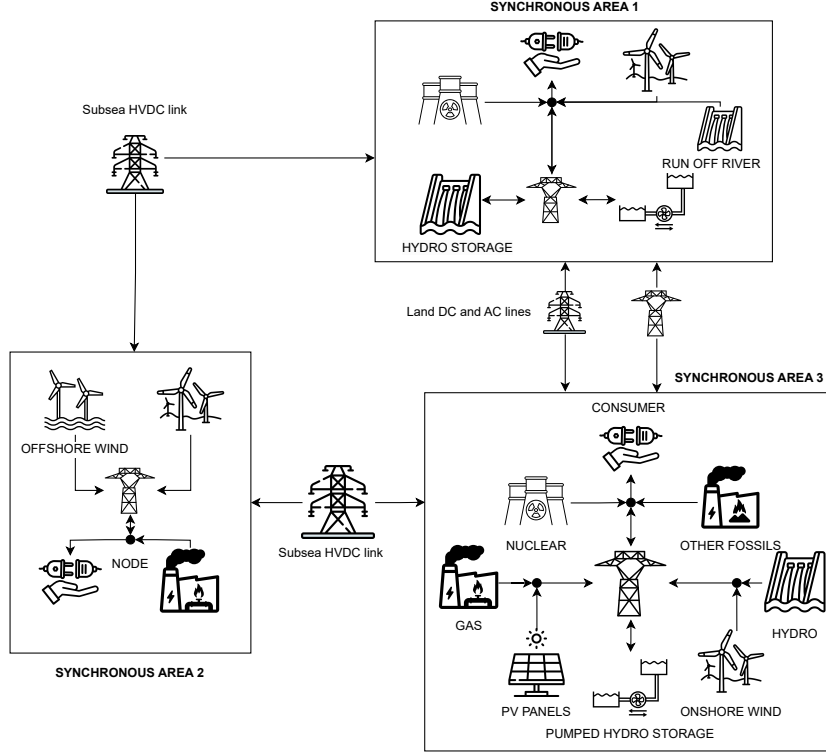 SYNCHRONOUS AREA 1
Subsea HVDC link
RUN OFF RIVER
HYDRO STORAGE
Land DC and AC lines
SYNCHRONOUS AREA 3
CONSUMER
OFFSHORE WIND
NUCLEAR
OTHER FOSSILS
Subsea HVDC link
NODE
GAS
HYDRO
SYNCHRONOUS AREA 2
PV PANELS
ONSHORE WIND
PUMPED HYDRO STORAGE